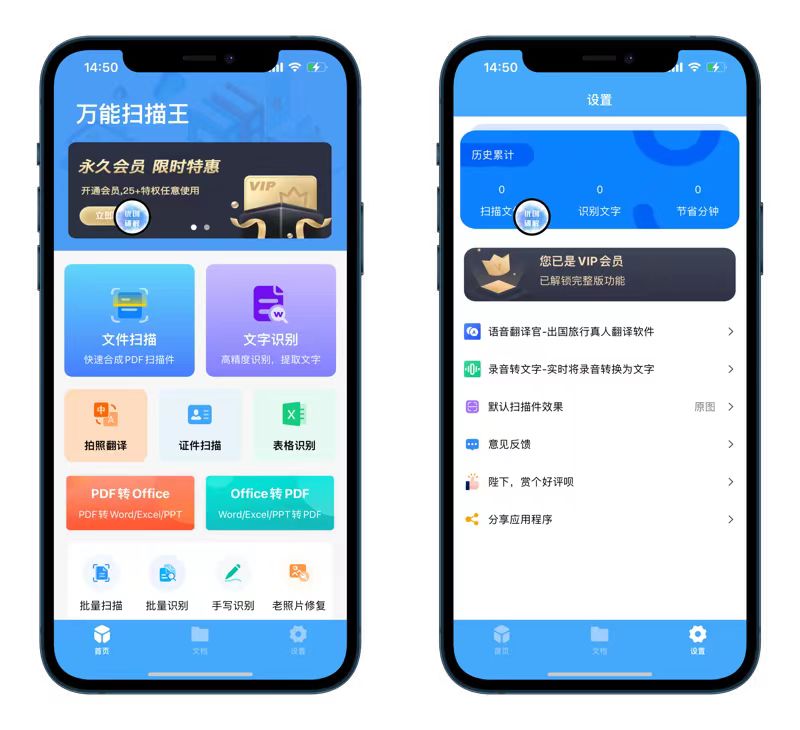 14:50
万能扫描王
永久会员 限时特惠
开通会员,25+特权任意使用
立即
VIP
文件扫描
快速合成PDF扫描件
W
文字识别
高精度识别，提取文字
中
A
拍照翻译
证件扫描
X
表格识别
PDF转Office
PDF转Word/Excel/PPT
Office转PDF
Word/Excel/PPT转PDF
批量扫描
批量识别
手写识别
老照片修复
首页
文档
设置
14:50
设置
历史累计
0
0
0
扫描文
识别文字
节省分钟
您已是VIP会员
已解锁完整版功能
语音翻译官-出国旅行真人翻译软件
录音转文字-实时将录音转换为文字
默认扫描件效果
原图
意见反馈
陛下，赏个好评呗
分享应用程序
首页
文档
设置